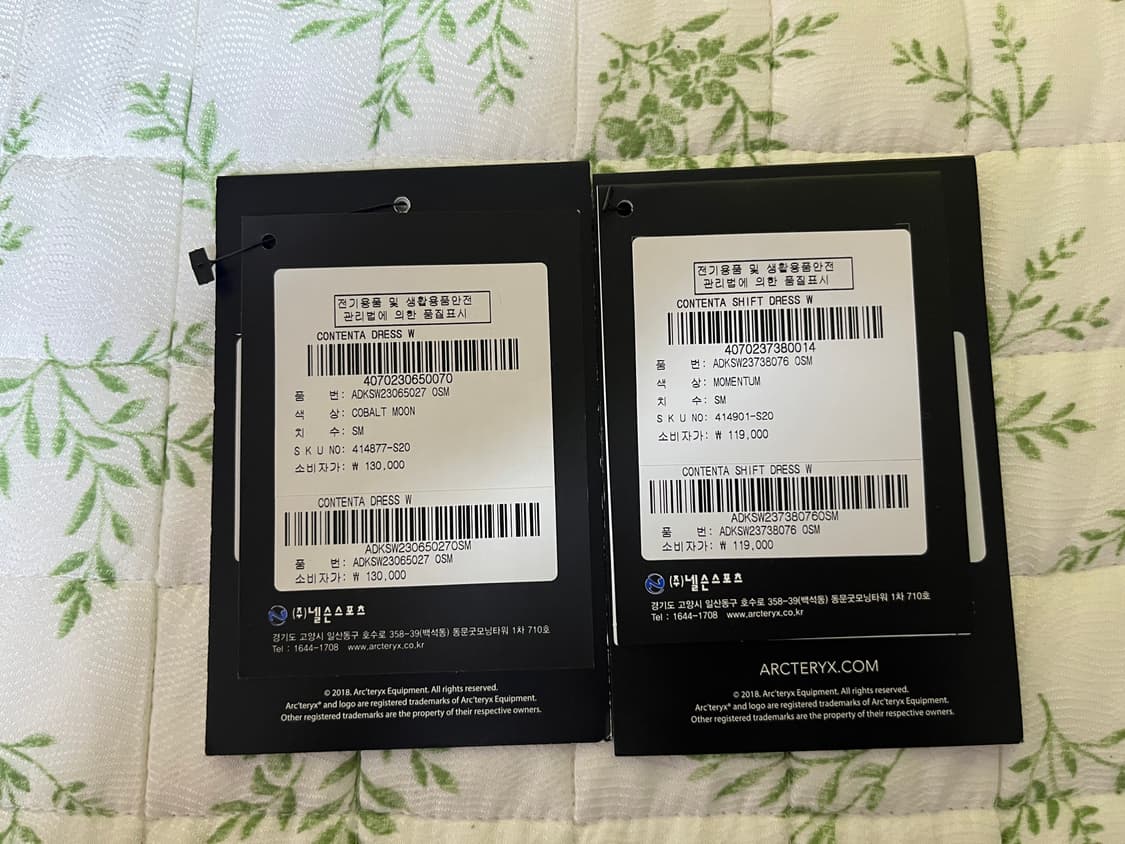 전기용품 및 생활용품안전
관리법에 의한 품질표시
CONTENTA DRESS W
4070230650070
품 번: ADKSW23065027 0SM
색 상: COBALT MOON
치 수: SM
S K U NO: 414877-S20
소비자가: ₩ 130,000
CONTENTA DRESS W
ADKSW230650270SM
품 번: ADKSW23065027 0SM
소비자가: ₩ 130,000
(주)넬슨스포츠
경기도 고양시 일산동구 호수로 358-39(백석동) 동문굿모닝타워 1차 710호
Tel : 1644-1708 www.arcteryx.co.kr
© 2018. Arc'teryx Equipment. All rights reserved.
Arc'teryx® and logo are registered trademarks of Arc'teryx Equipment.
Other registered trademarks are the property of their respective owners.
전기용품 및 생활용품안전
관리법에 의한 품질표시
CONTENTA SHIFT DRESS W
4070237380014
품 번: ADKSW23738076 0SM
색 상: MOMENTUM
치 수: SM
S K U NO: 414901-S20
소비자가: ₩ 119,000
CONTENTA SHIFT DRESS W
ADKSW237380760SM
품 번: ADKSW23738076 0SM
소비자가: ₩ 119,000
(주)넬슨스포츠
경기도 고양시 일산동구 호수로 358-39(백석동) 동문굿모닝타워 1차 710호
Tel : 1644-1708 www.arcteryx.co.kr
ARCTERYX.COM
© 2018. Arc'teryx Equipment. All rights reserved.
Arc'teryx® and logo are registered trademarks of Arc'teryx Equipment.
Other registered trademarks are the property of their respective owners.